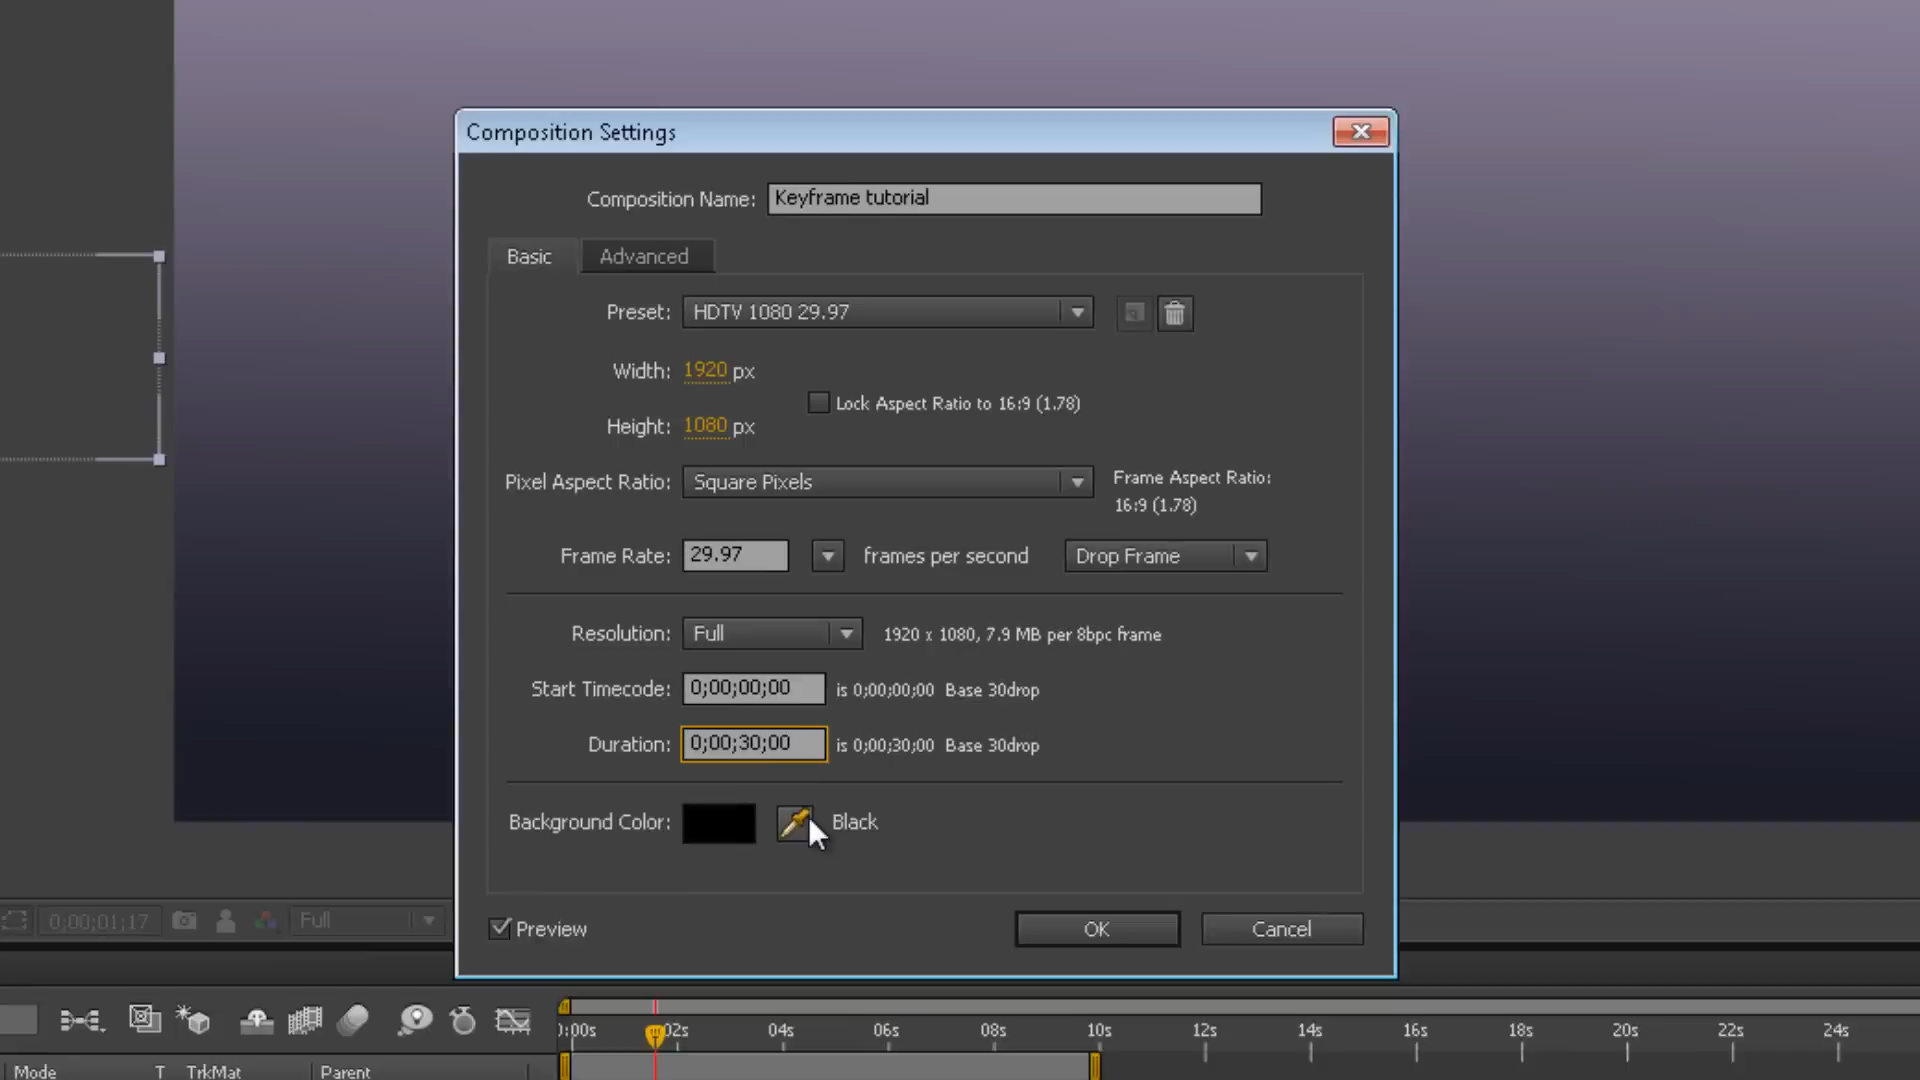 Composition Settings
Composition Name: Keyframe tutorial
Basic Advanced
Preset: HDTV 1080 29.97
Width: 1920 px
Lock Aspect Ratio to 16:9 (1.78)
Height: 1080 px
Pixel Aspect Ratio: Square Pixels
Frame Aspect Ratio:
16:9 (1.78)
Frame Rate: 29.97 frames per second Drop Frame
Resolution: Full 1920 x 1080, 7.9 MB per 8bpc frame
Start Timecode: 0;00;00;00 is 0;00;00;00 Base 30drop
Duration: 0;00;30;00 is 0;00;30;00 Base 30drop
Background Color: Black
0;00;01;17 Full
Preview OK Cancel
):00s 02s 04s 06s 08s 10s 12s 14s 16s 18s 20s 22s 24s
Mode T TrkMat Parent